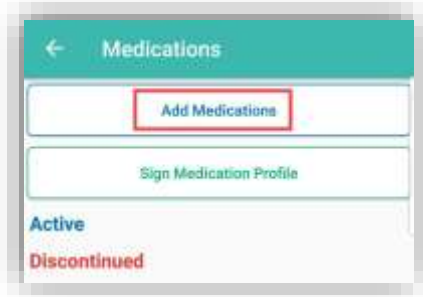 Medications
Add Medications
Sign Medication Profile
Active
Discontinued